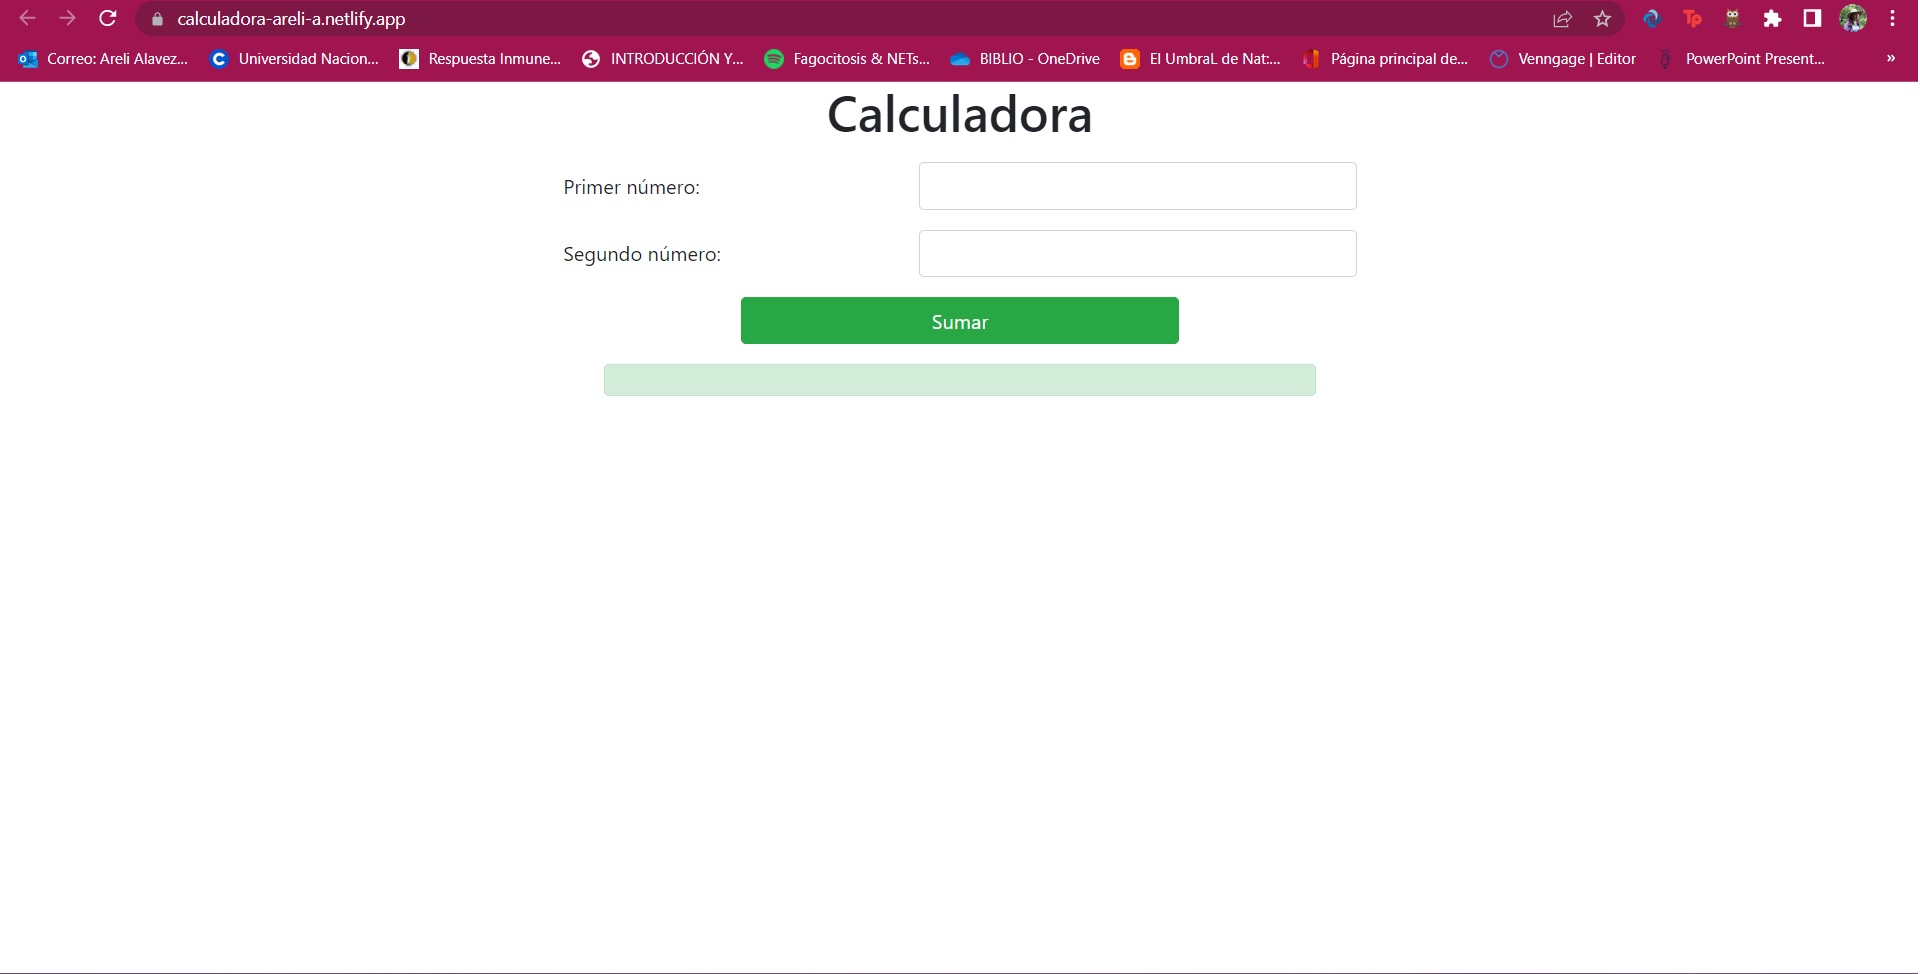 calculadora-areli-a.netlify.app
Correo: Areli Alavez... Universidad Nacion... Respuesta Inmune... INTRODUCCIÓN Y... Fagocitosis & NETs... BIBLIO - OneDrive El UmbraL de Nat:... Página principal de... Venngage | Editor PowerPoint Present... »
Calculadora
Primer número:
Segundo número:
Sumar